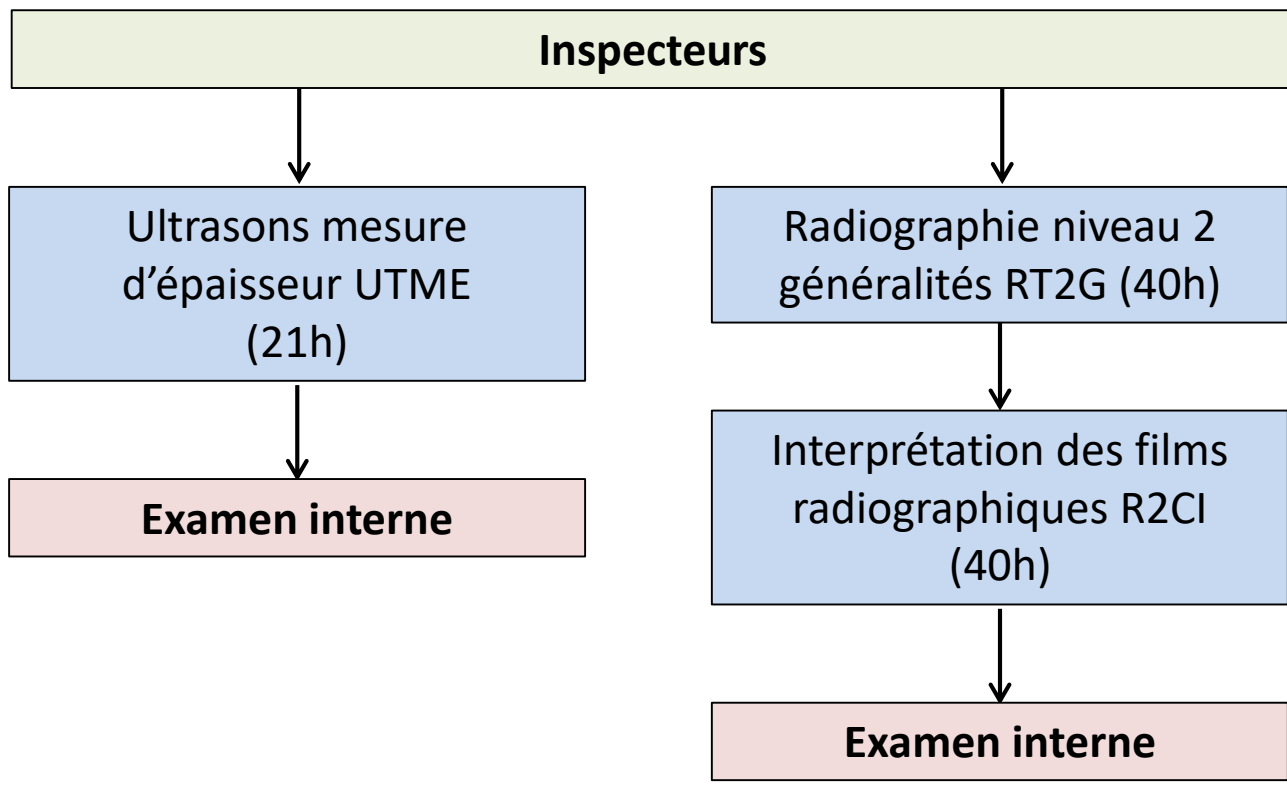 Inspecteurs
Ultrasons mesure
d’épaisseur UTME
(21h)
Examen interne
Radiographie niveau 2
généralités RT2G (40h)
Interprétation des films
radiographiques R2CI
(40h)
Examen interne